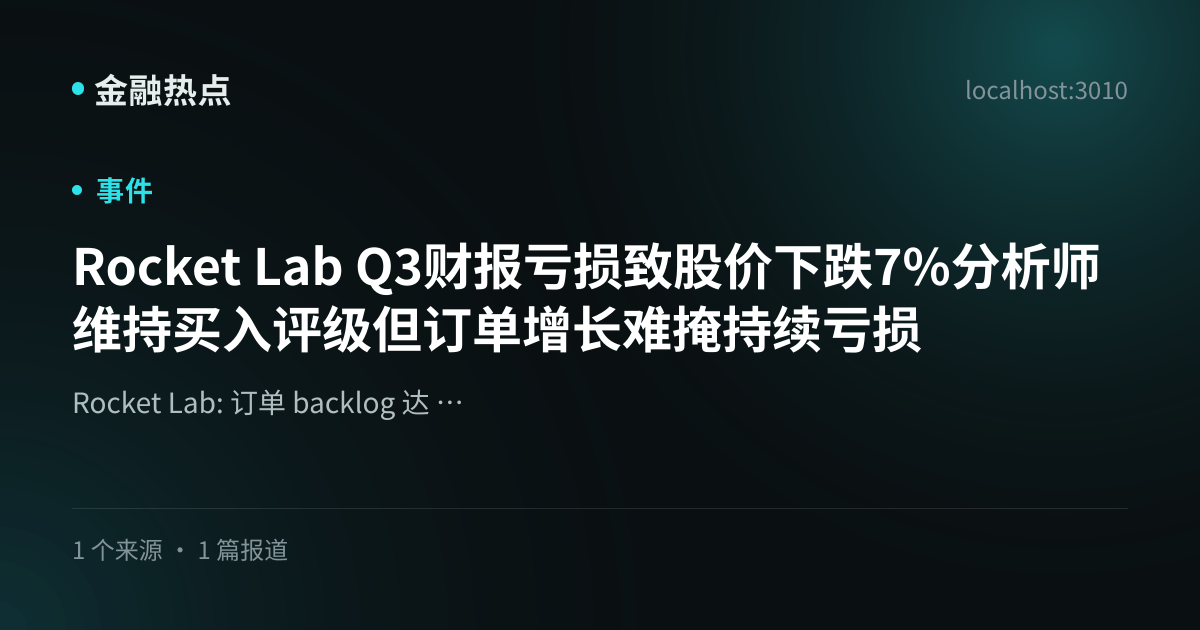 金融热点
localhost:3010
事件
Rocket Lab Q3财报亏损致股价下跌7%分析师
维持买入评级但订单增长难掩持续亏损
Rocket Lab: 订单 backlog 达 …
1 个来源 · 1 篇报道